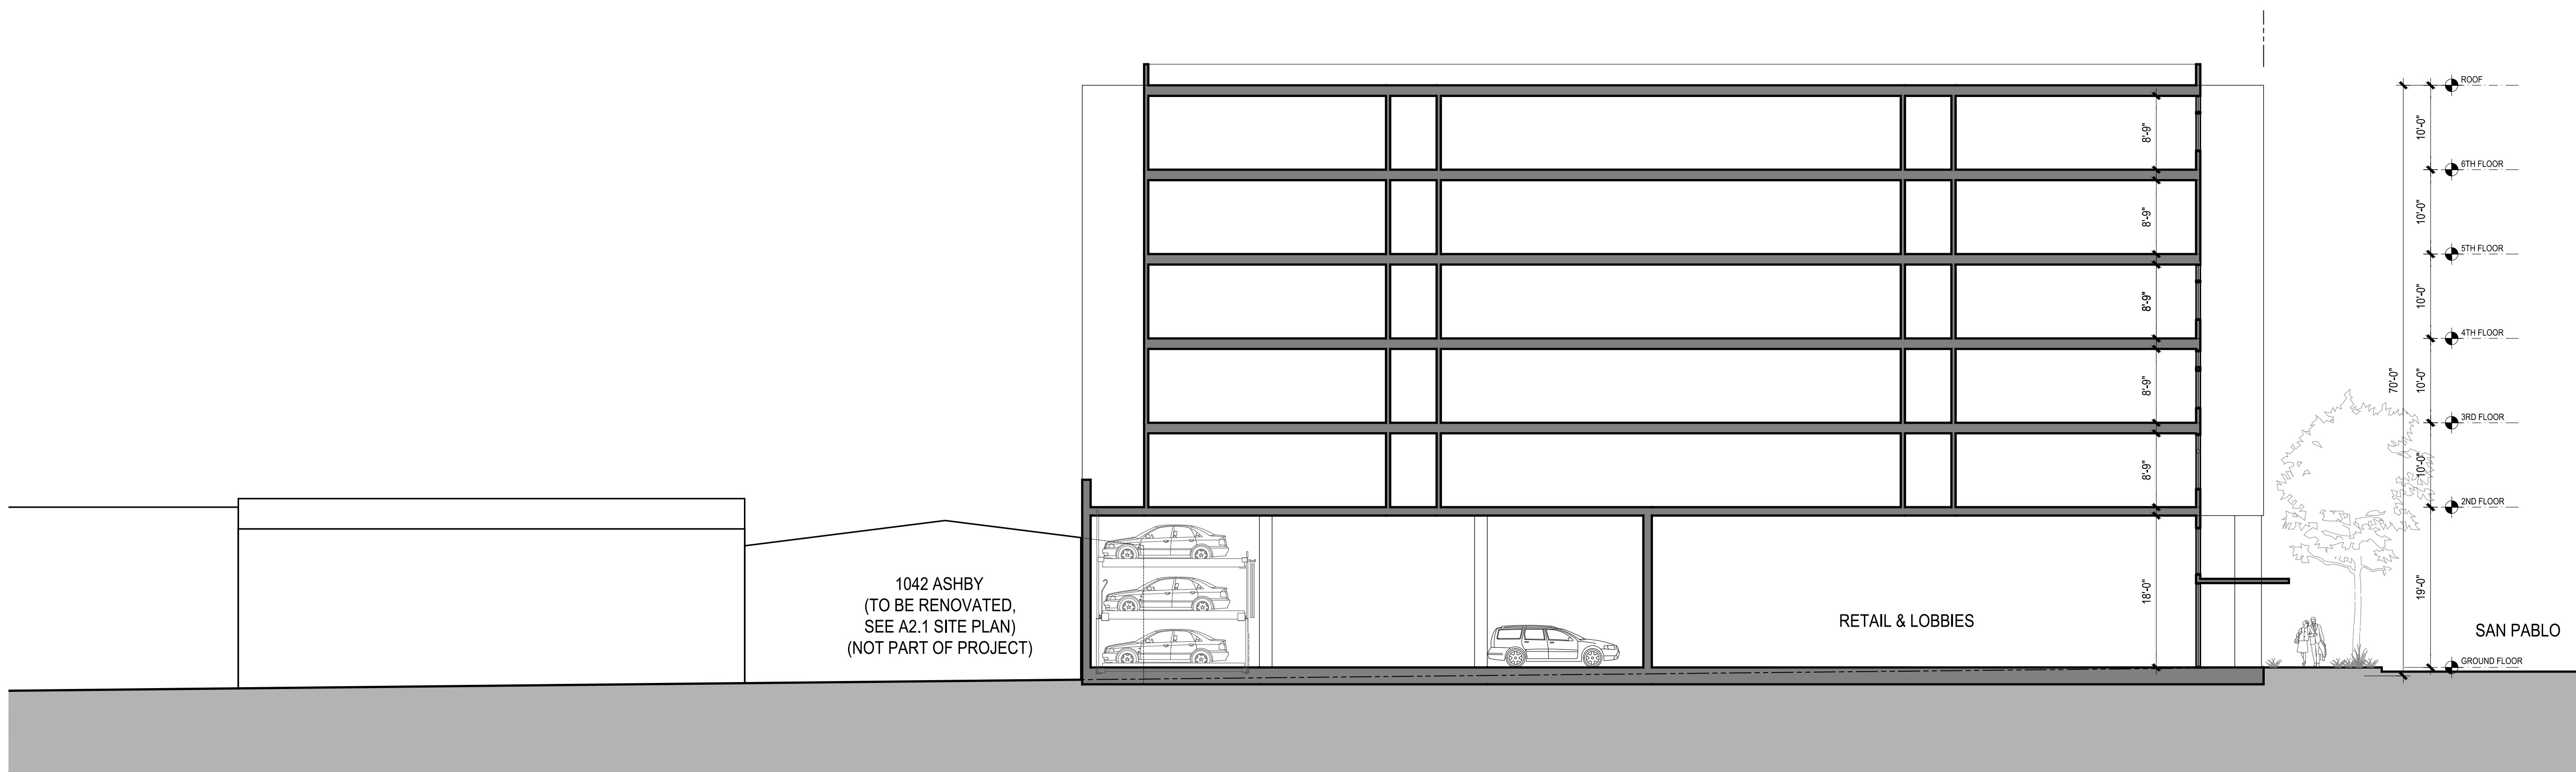 ROOF
10'-0"
8'-9"
6TH FLOOR
10'-0"
8'-9"
5TH FLOOR
10'-0"
8'-9"
4TH FLOOR
70'-0"
10'-0"
8'-9"
3RD FLOOR
10'-0"
8'-9"
2ND FLOOR
1042 ASHBY
(TO BE RENOVATED,
SEE A2.1 SITE PLAN)
(NOT PART OF PROJECT)
RETAIL & LOBBIES
18'-0"
19'-0"
SAN PABLO
GROUND FLOOR